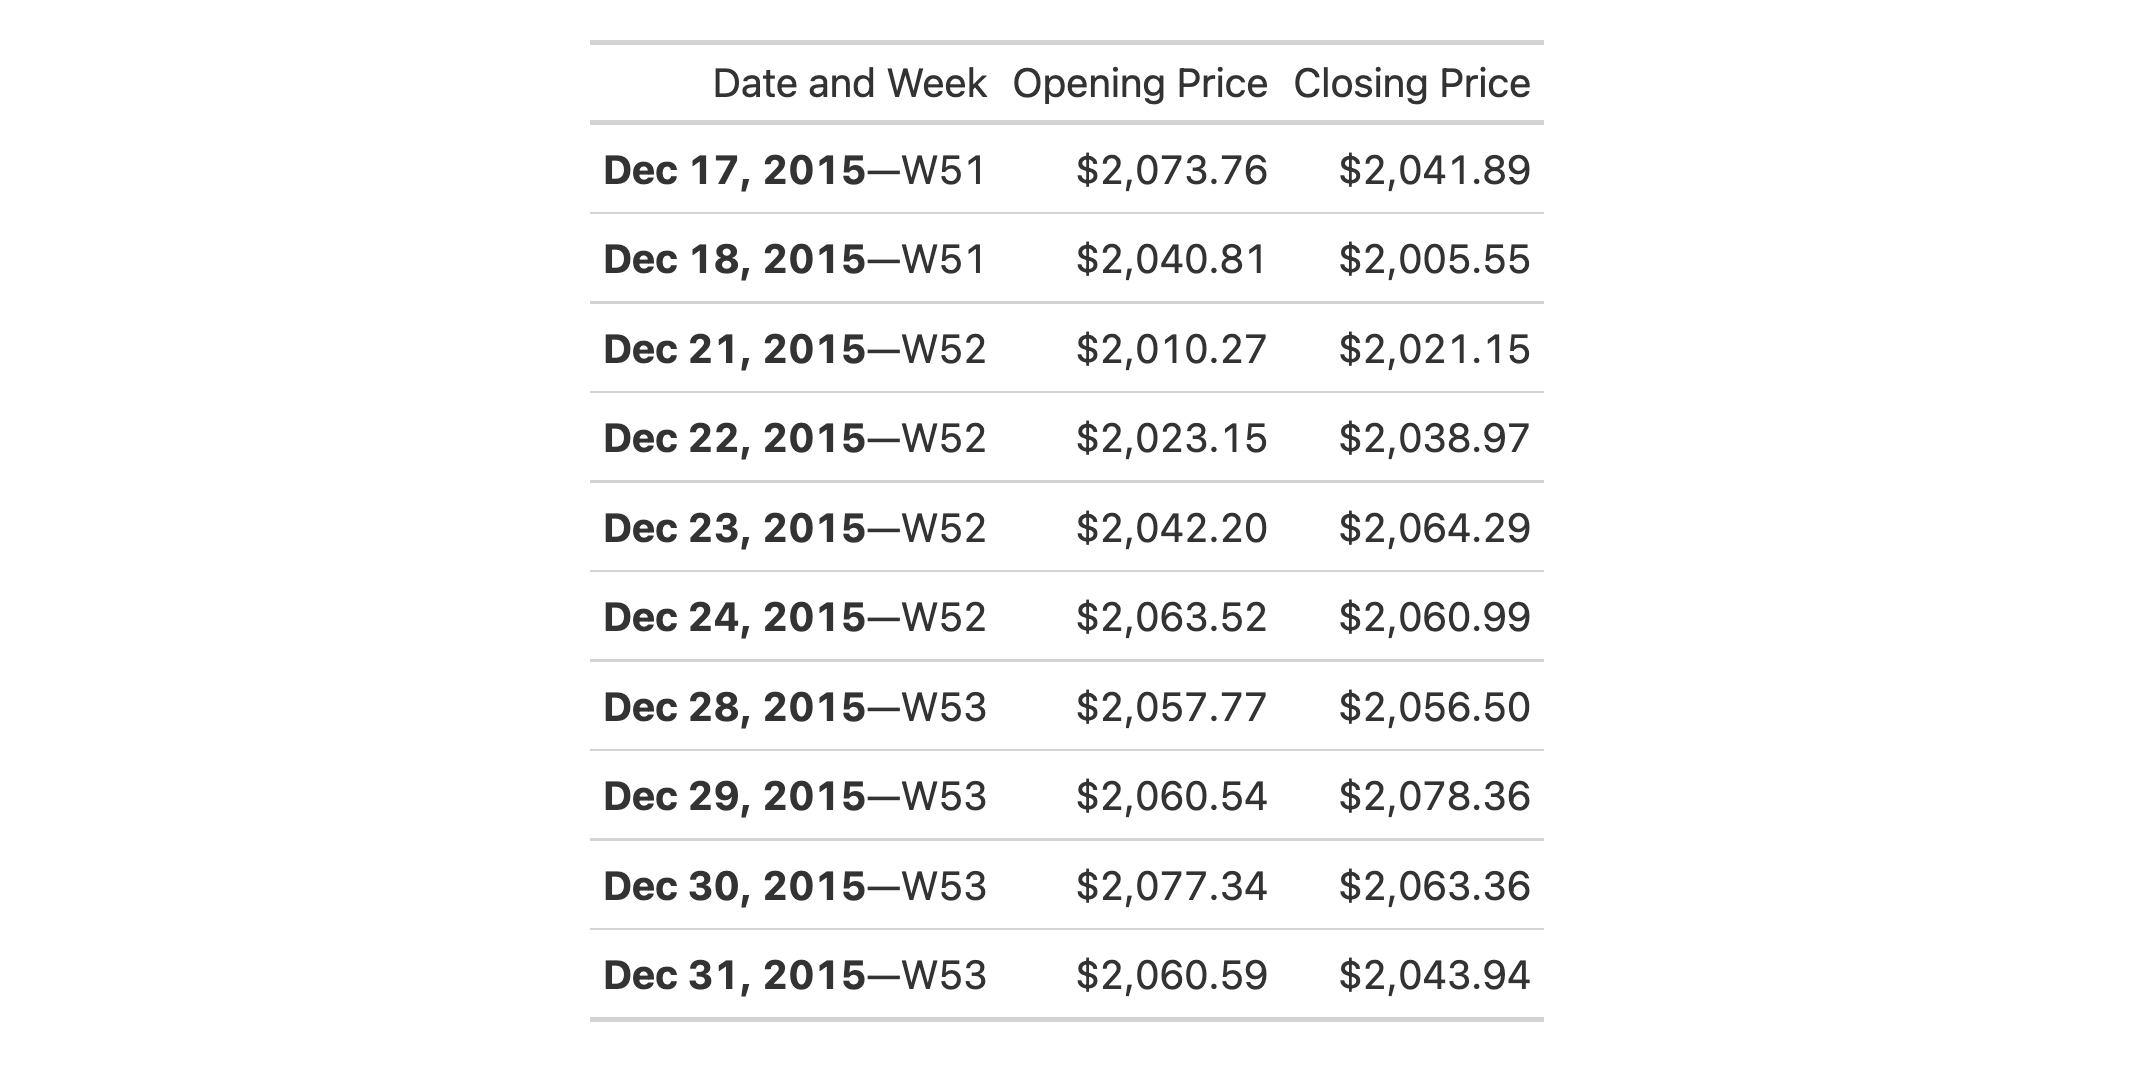 Date and Week Opening Price Closing Price
Dec 17, 2015—W51 $2,073.76 $2,041.89
Dec 18, 2015—W51 $2,040.81 $2,005.55
Dec 21, 2015—W52 $2,010.27 $2,021.15
Dec 22, 2015—W52 $2,023.15 $2,038.97
Dec 23, 2015—W52 $2,042.20 $2,064.29
Dec 24, 2015—W52 $2,063.52 $2,060.99
Dec 28, 2015—W53 $2,057.77 $2,056.50
Dec 29, 2015—W53 $2,060.54 $2,078.36
Dec 30, 2015—W53 $2,077.34 $2,063.36
Dec 31, 2015—W53 $2,060.59 $2,043.94